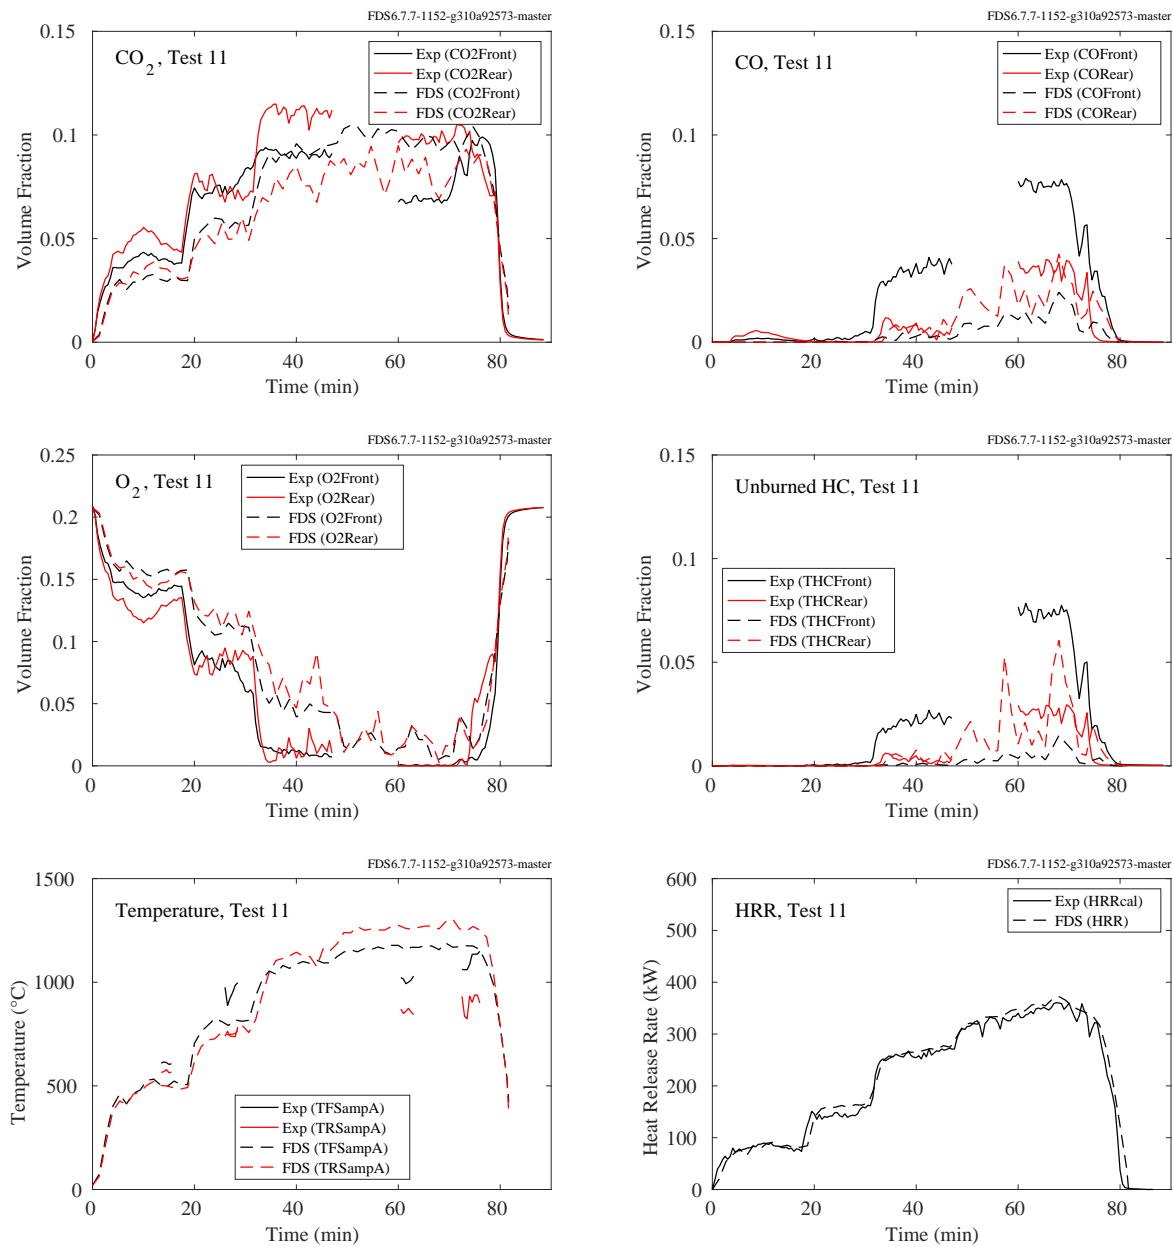 FDS6.7.7-1152-g310a92573-master
CO2, Test 11
Exp (CO2Front)
Exp (CO2Rear)
FDS (CO2Front)
FDS (CO2Rear)
0.15
0.1
0.05
0
Volume Fraction
0 20 40 60 80
Time (min)
FDS6.7.7-1152-g310a92573-master
CO, Test 11
Exp (COFront)
Exp (CORear)
FDS (COFront)
FDS (CORear)
0.15
0.1
0.05
0
Volume Fraction
0 20 40 60 80
Time (min)
FDS6.7.7-1152-g310a92573-master
O2, Test 11
Exp (O2Front)
Exp (O2Rear)
FDS (O2Front)
FDS (O2Rear)
0.25
0.2
0.15
0.1
0.05
0
Volume Fraction
0 20 40 60 80
Time (min)
FDS6.7.7-1152-g310a92573-master
Unburned HC, Test 11
Exp (THCFront)
Exp (THCRear)
FDS (THCFront)
FDS (THCRear)
0.15
0.1
0.05
0
Volume Fraction
0 20 40 60 80
Time (min)
FDS6.7.7-1152-g310a92573-master
Temperature, Test 11
Exp (TFSampA)
Exp (TRSampA)
FDS (TFSampA)
FDS (TRSampA)
1500
1000
500
0
Temperature (°C)
0 20 40 60 80
Time (min)
FDS6.7.7-1152-g310a92573-master
HRR, Test 11
Exp (HRRcal)
FDS (HRR)
600
500
400
300
200
100
0
Heat Release Rate (kW)
0 20 40 60 80
Time (min)